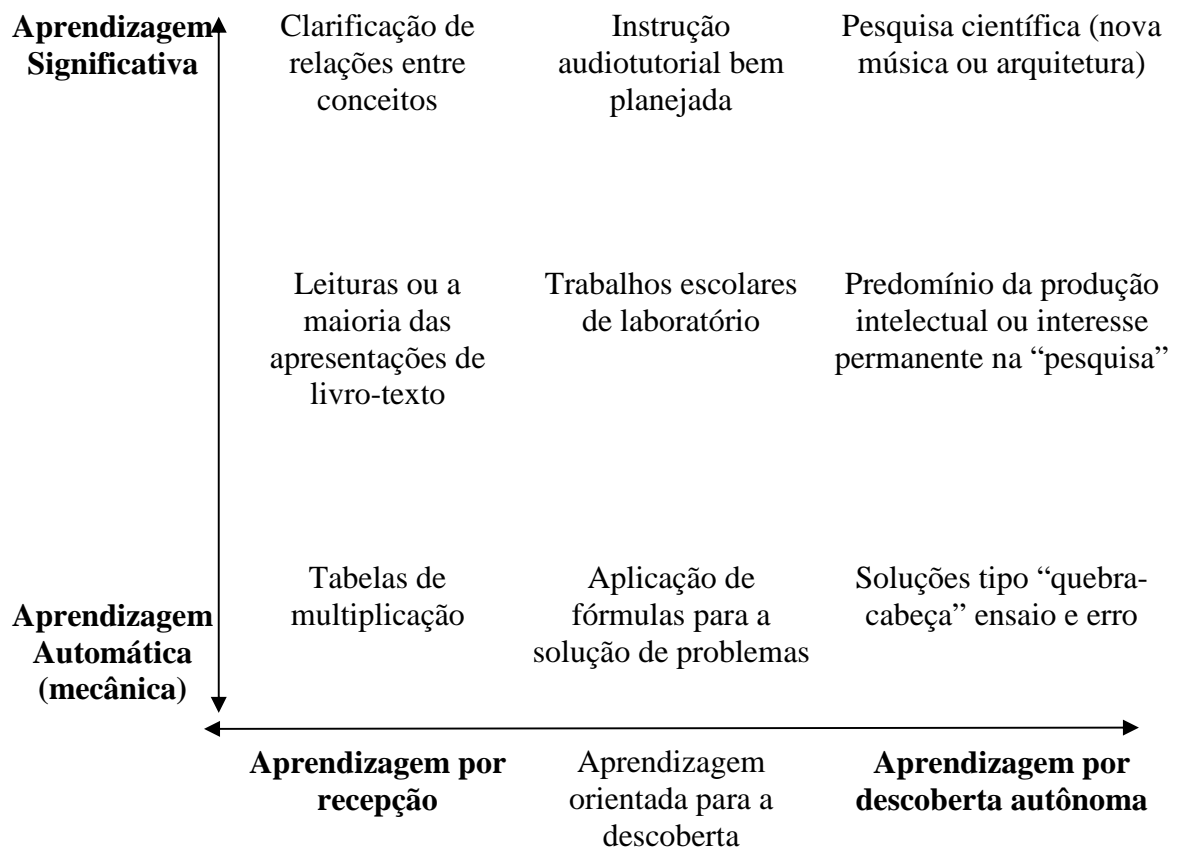 Aprendizagem
Significativa
Clarificação de
relações entre
conceitos
Instrução
audiotutorial bem
planejada
Pesquisa científica (nova
música ou arquitetura)
Leituras ou a
maioria das
apresentações de
livro-texto
Trabalhos escolares
de laboratório
Predomínio da produção
intelectual ou interesse
permanente na “pesquisa”
Aprendizagem
Automática
(mecânica)
Tabelas de
multiplicação
Aplicação de
fórmulas para a
solução de problemas
Soluções tipo “quebra-
cabeça” ensaio e erro
Aprendizagem por
recepção
Aprendizagem
orientada para a
descoberta
Aprendizagem por
descoberta autônoma